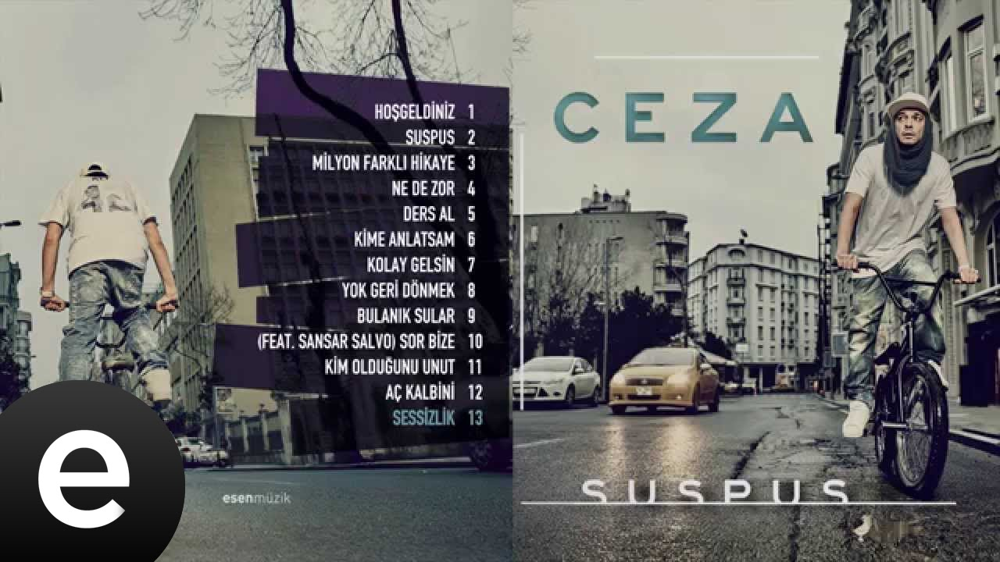 HOŞGELDİNİZ 1
SUSPUS 2
MİLYON FARKLI HİKAYE 3
NE DE ZOR 4
DERS AL 5
KİME ANLATSAM 6
KOLAY GELSİN 7
YOK GERİ DÖNMEK 8
BULANIK SULAR 9
(FEAT. SANSAR SALVO) SOR BİZE 10
KİM OLDUĞUNU UNUT 11
AÇ KALBİNİ 12
SESSİZLİK 13
esenmüzik
e
CEZA
SUSPUS